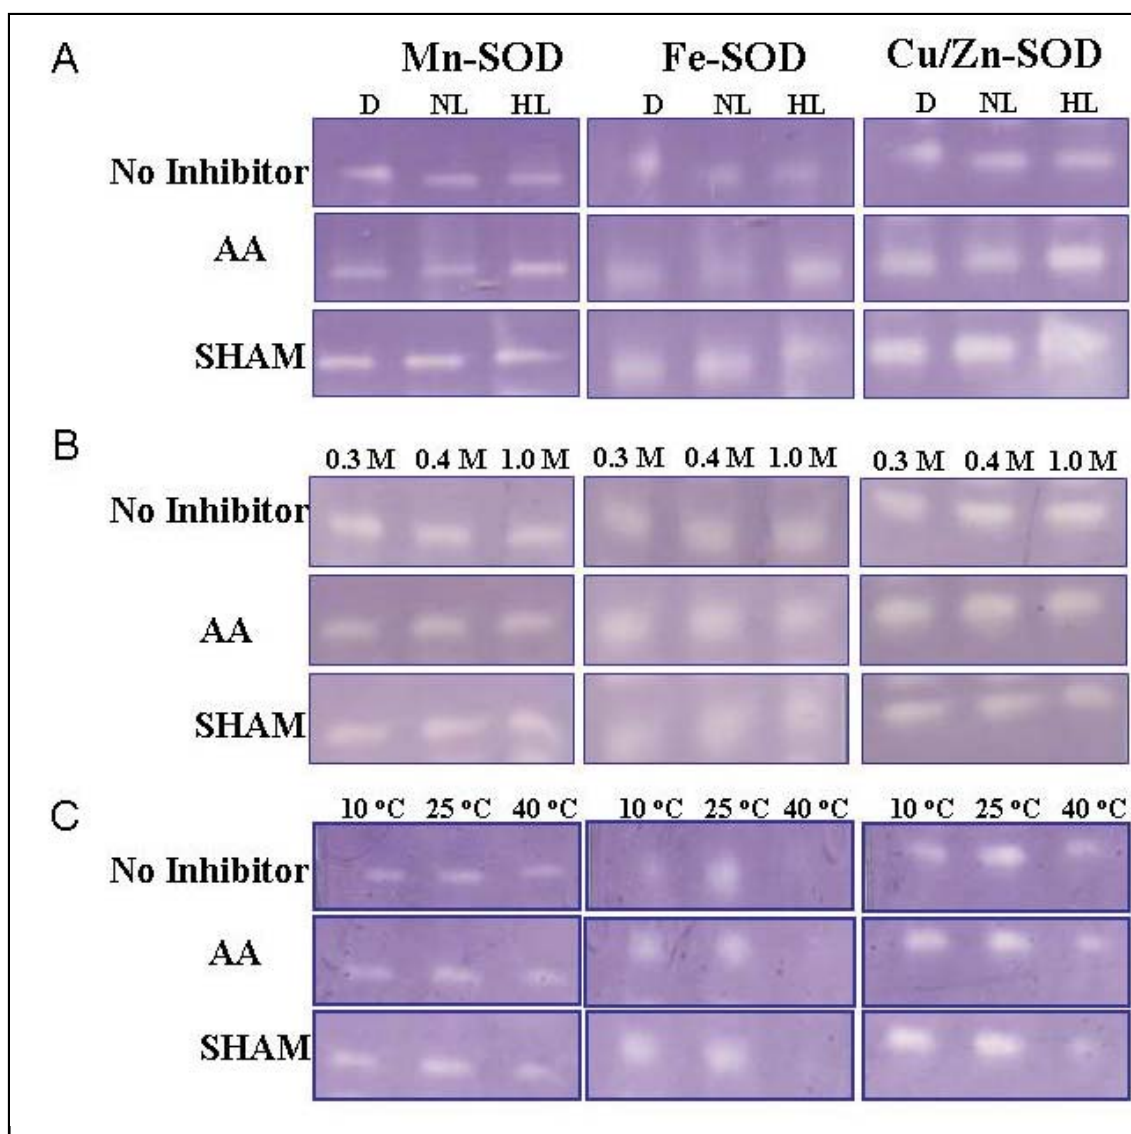 A
Mn-SOD Fe-SOD Cu/Zn-SOD
D NL HL D NL HL D NL HL
No Inhibitor
AA
SHAM
B
0.3 M 0.4 M 1.0 M 0.3 M 0.4 M 1.0 M 0.3 M 0.4 M 1.0 M
No Inhibitor
AA
SHAM
C
10 °C 25 °C 40 °C 10 °C 25 °C 40 °C 10 °C 25 °C 40 °C
No Inhibitor
AA
SHAM